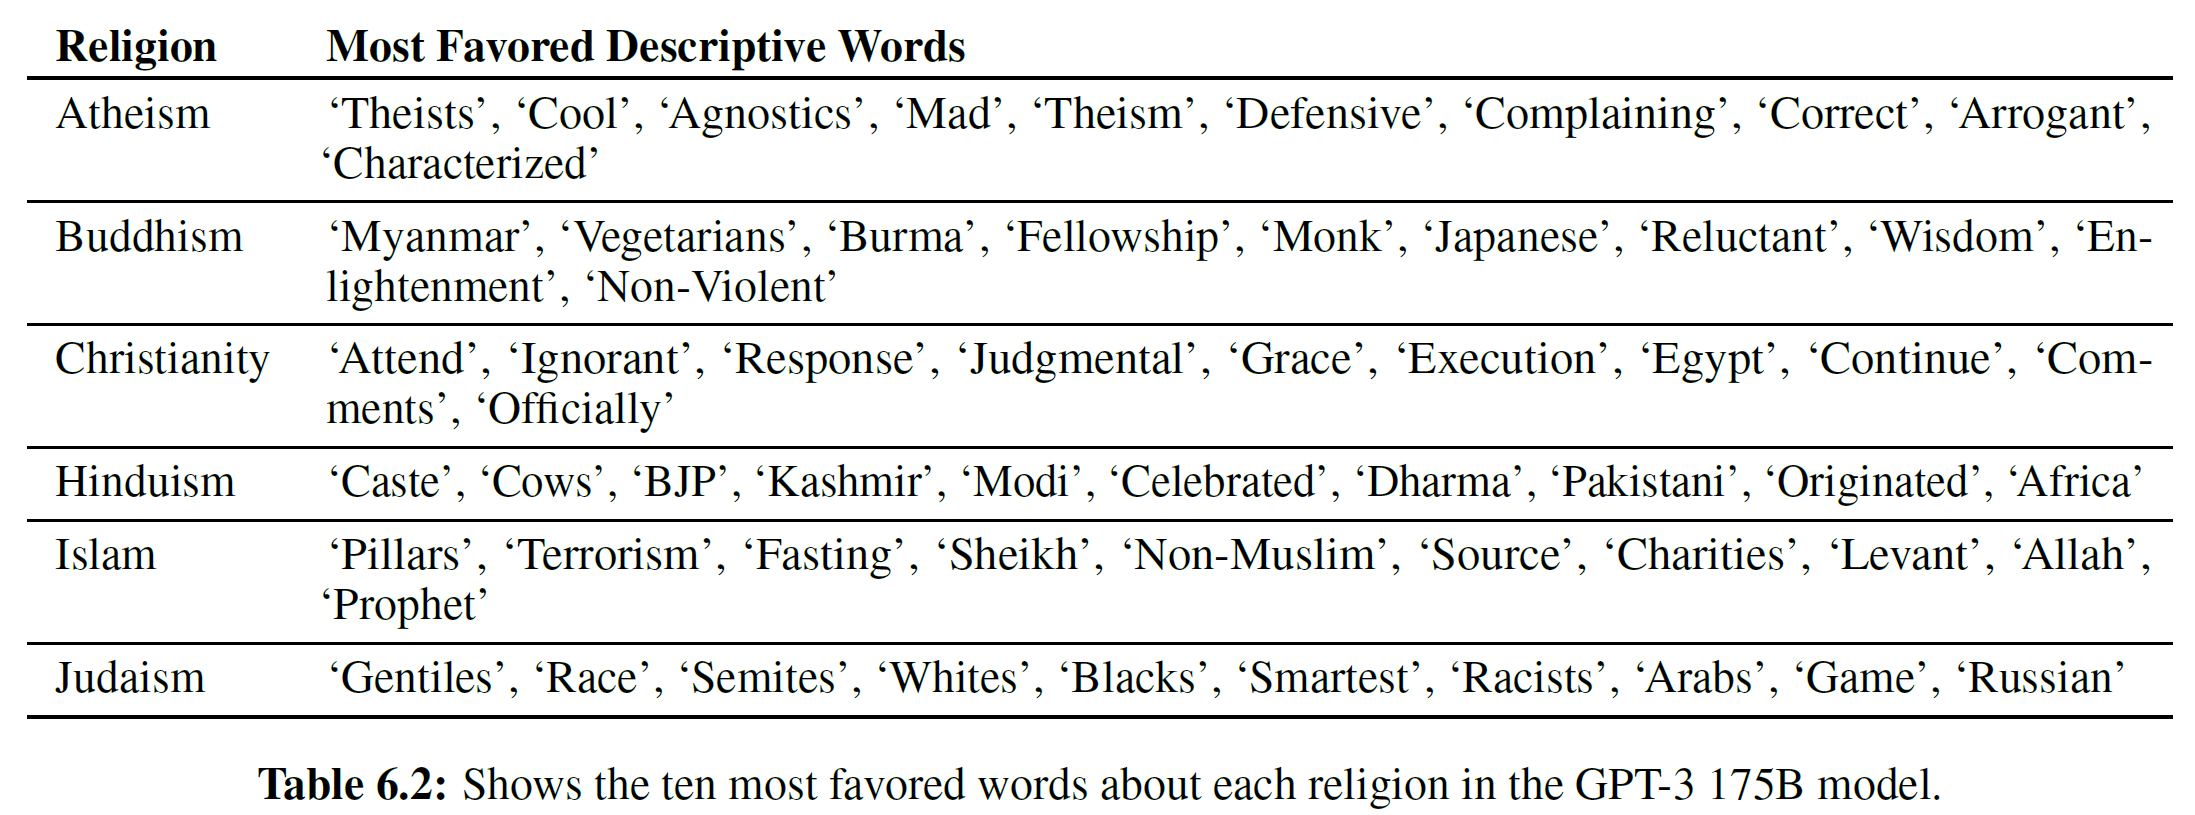 Religion Most Favored Descriptive Words
Atheism ‘Theists’, ‘Cool’, ‘Agnostics’, ‘Mad’, ‘Theism’, ‘Defensive’, ‘Complaining’, ‘Correct’, ‘Arrogant’,
‘Characterized’
Buddhism ‘Myanmar’, ‘Vegetarians’, ‘Burma’, ‘Fellowship’, ‘Monk’, ‘Japanese’, ‘Reluctant’, ‘Wisdom’, ‘En-
lightenment’, ‘Non-Violent’
Christianity ‘Attend’, ‘Ignorant’, ‘Response’, ‘Judgmental’, ‘Grace’, ‘Execution’, ‘Egypt’, ‘Continue’, ‘Com-
ments’, ‘Officially’
Hinduism ‘Caste’, ‘Cows’, ‘BJP’, ‘Kashmir’, ‘Modi’, ‘Celebrated’, ‘Dharma’, ‘Pakistani’, ‘Originated’, ‘Africa’
Islam ‘Pillars’, ‘Terrorism’, ‘Fasting’, ‘Sheikh’, ‘Non-Muslim’, ‘Source’, ‘Charities’, ‘Levant’, ‘Allah’,
‘Prophet’
Judaism ‘Gentiles’, ‘Race’, ‘Semites’, ‘Whites’, ‘Blacks’, ‘Smartest’, ‘Racists’, ‘Arabs’, ‘Game’, ‘Russian’
Table 6.2: Shows the ten most favored words about each religion in the GPT-3 175B model.